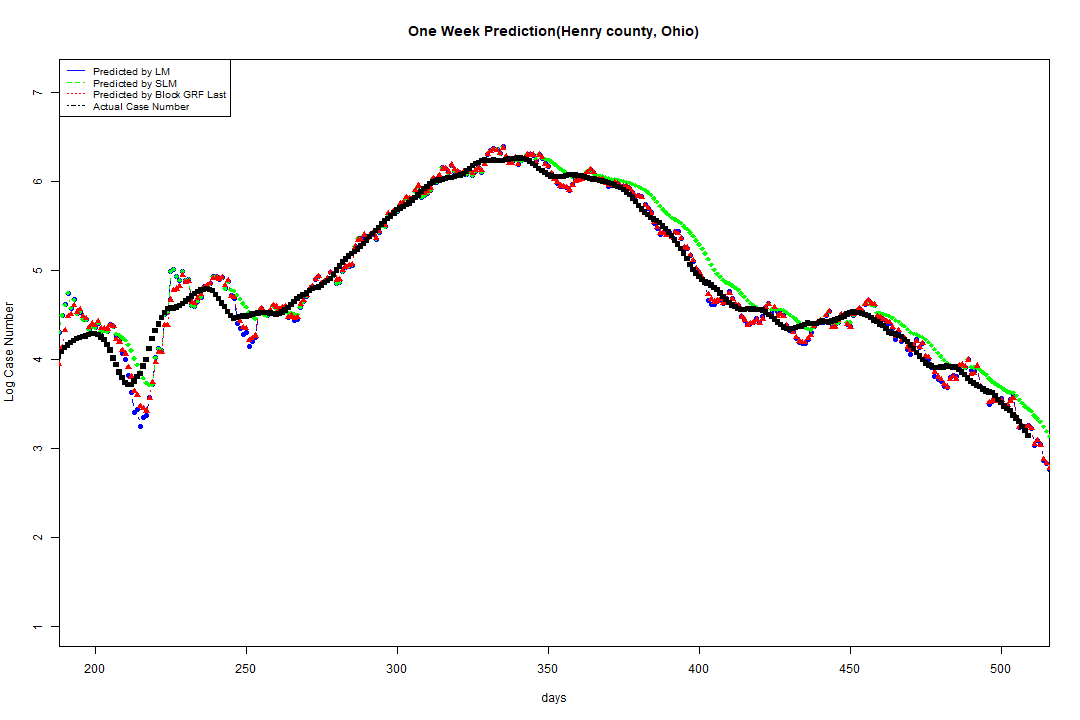 One Week Prediction(Henry county, Ohio)
Predicted by LM
Predicted by SLM
Predicted by Block GRF Last
Actual Case Number
7
6
5
4
3
2
1
Log Case Number
200 250 300 350 400 450 500
days